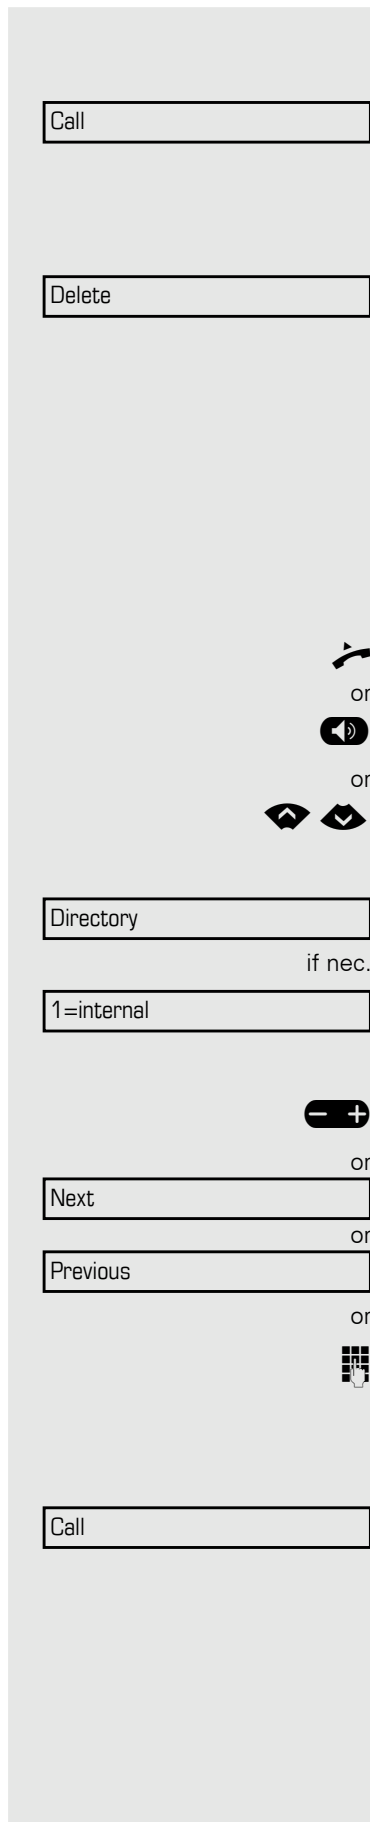 Call
Delete
or
or
Directory
if nec.
1=internal
or
Next
or
Previous
or
Call